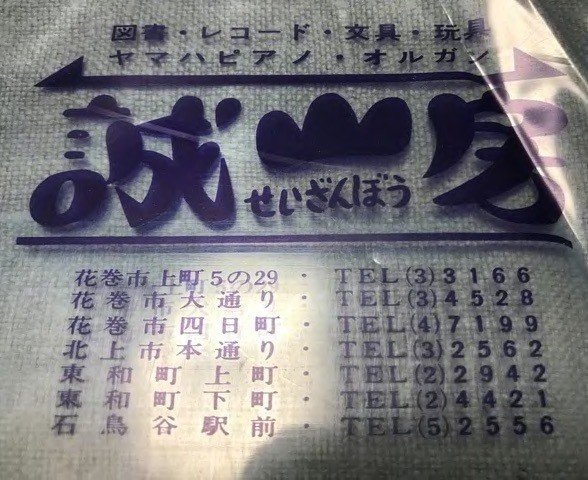 図書・レコード・文具・玩具
ヤマハピアノ・オルガン
誠山房
せいざんぼう
花巻市上町5の29・TEL(3)3166
花巻市大通り・TEL(3)4528
花巻市四日町・TEL(4)7199
北上市本通り・TEL(3)2562
東和町上町・TEL(2)2942
東和町下町・TEL(2)4421
石鳥谷駅前・TEL(5)2556